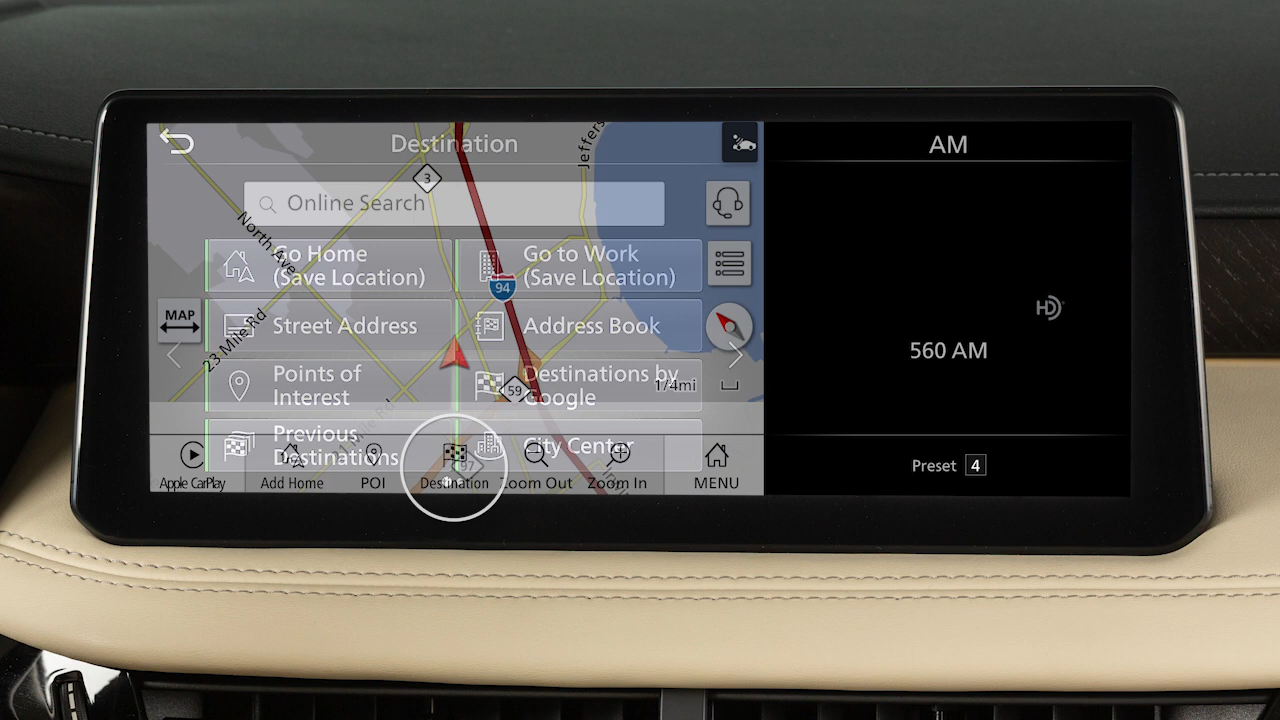 Destination
AM
3
Jeffers
Online Search
North Ave
Go Home
(Save Location)
Go to Work
(Save Location)
94
HD
MAP
23 Mile Rd
Street Address
Address Book
560 AM
Points of
Interest
Destinations by
Google
1/4mi
59
Previous
Destinations
City Center
97
Apple CarPlay
Add Home
POI
Destination
Zoom Out
Zoom In
MENU
Preset 4